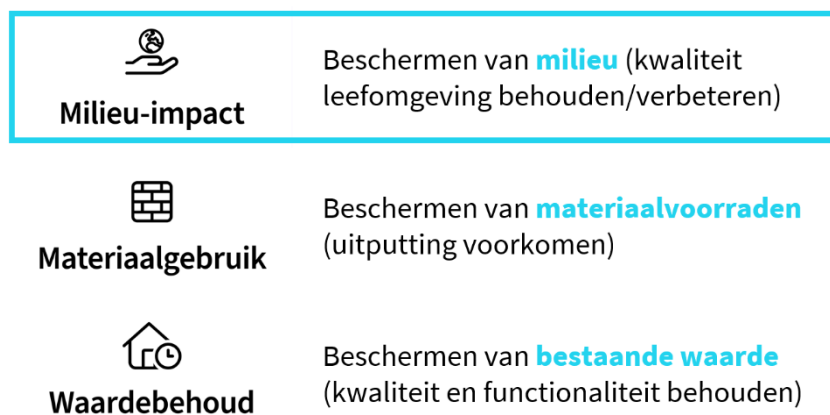 Milieu-impact
Beschermen van milieu (kwaliteit
leefomgeving behouden/verbeteren)
Materiaalgebruik
Beschermen van materiaalvoorraden
(uitputting voorkomen)
Waardebehoud
Beschermen van bestaande waarde
(kwaliteit en functionaliteit behouden)